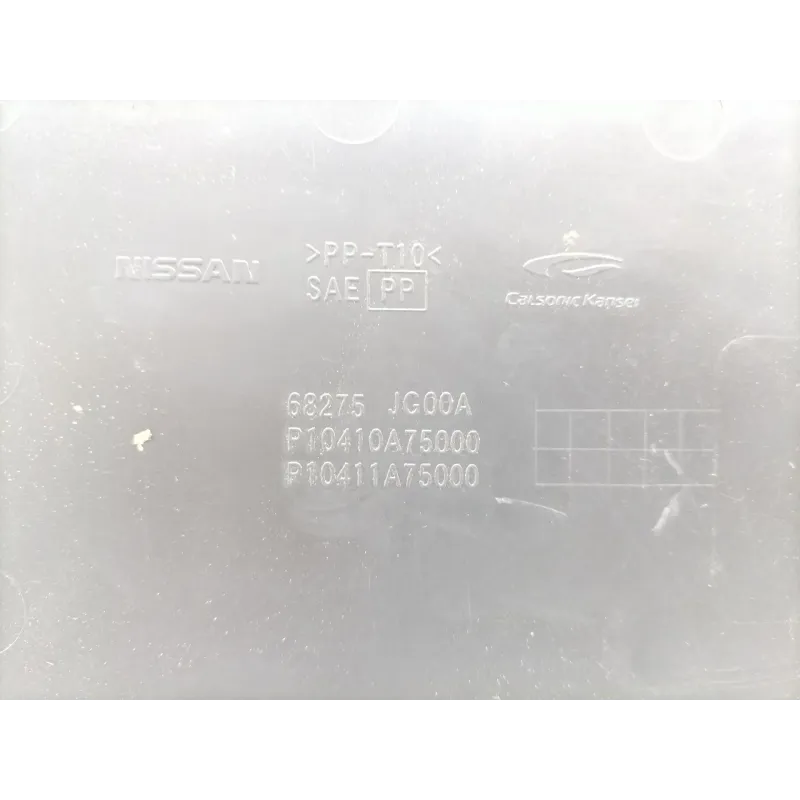 NISSAN
>PP-T10<
SAE PP
CalsonicKansei
68275 JG00A
P10410A75000
P10411A75000